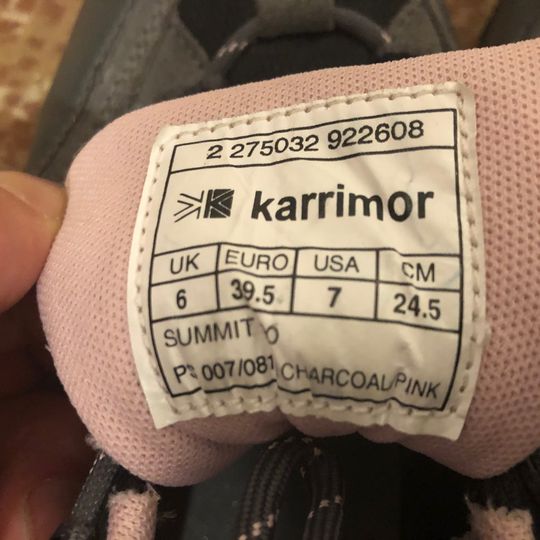 2 275032 922608
karrimor
UK EURO USA CM
6 39.5 7 24.5
SUMMIT
007/081 CHARCOAL/PINK